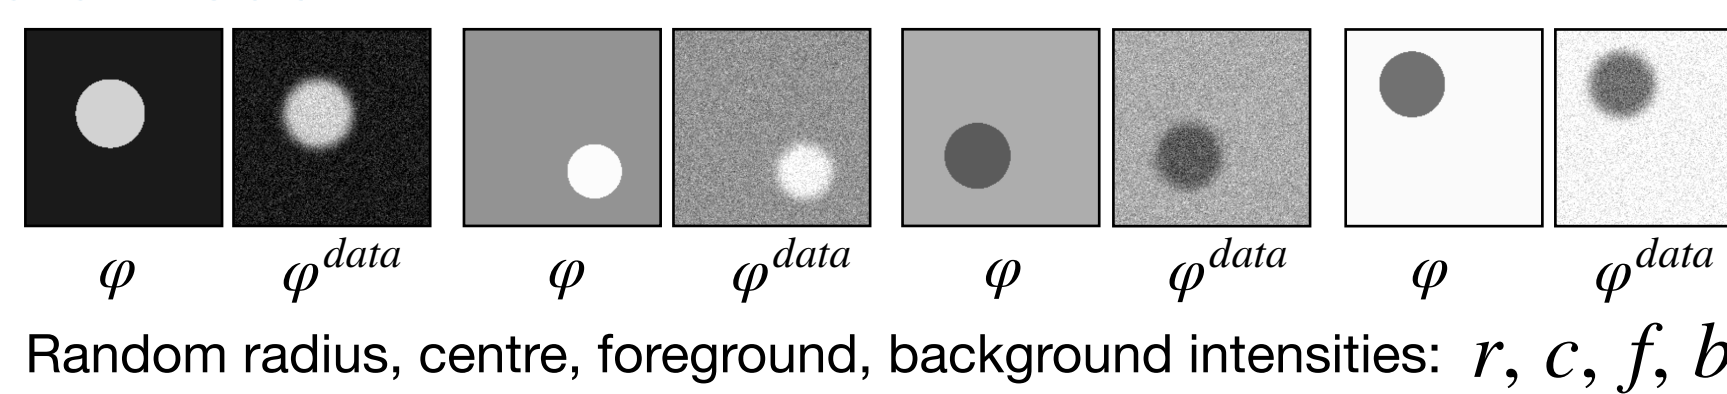 φ φ^data φ φ^data φ φ^data φ φ^data
Random radius, centre, foreground, background intensities: r, c, f, b